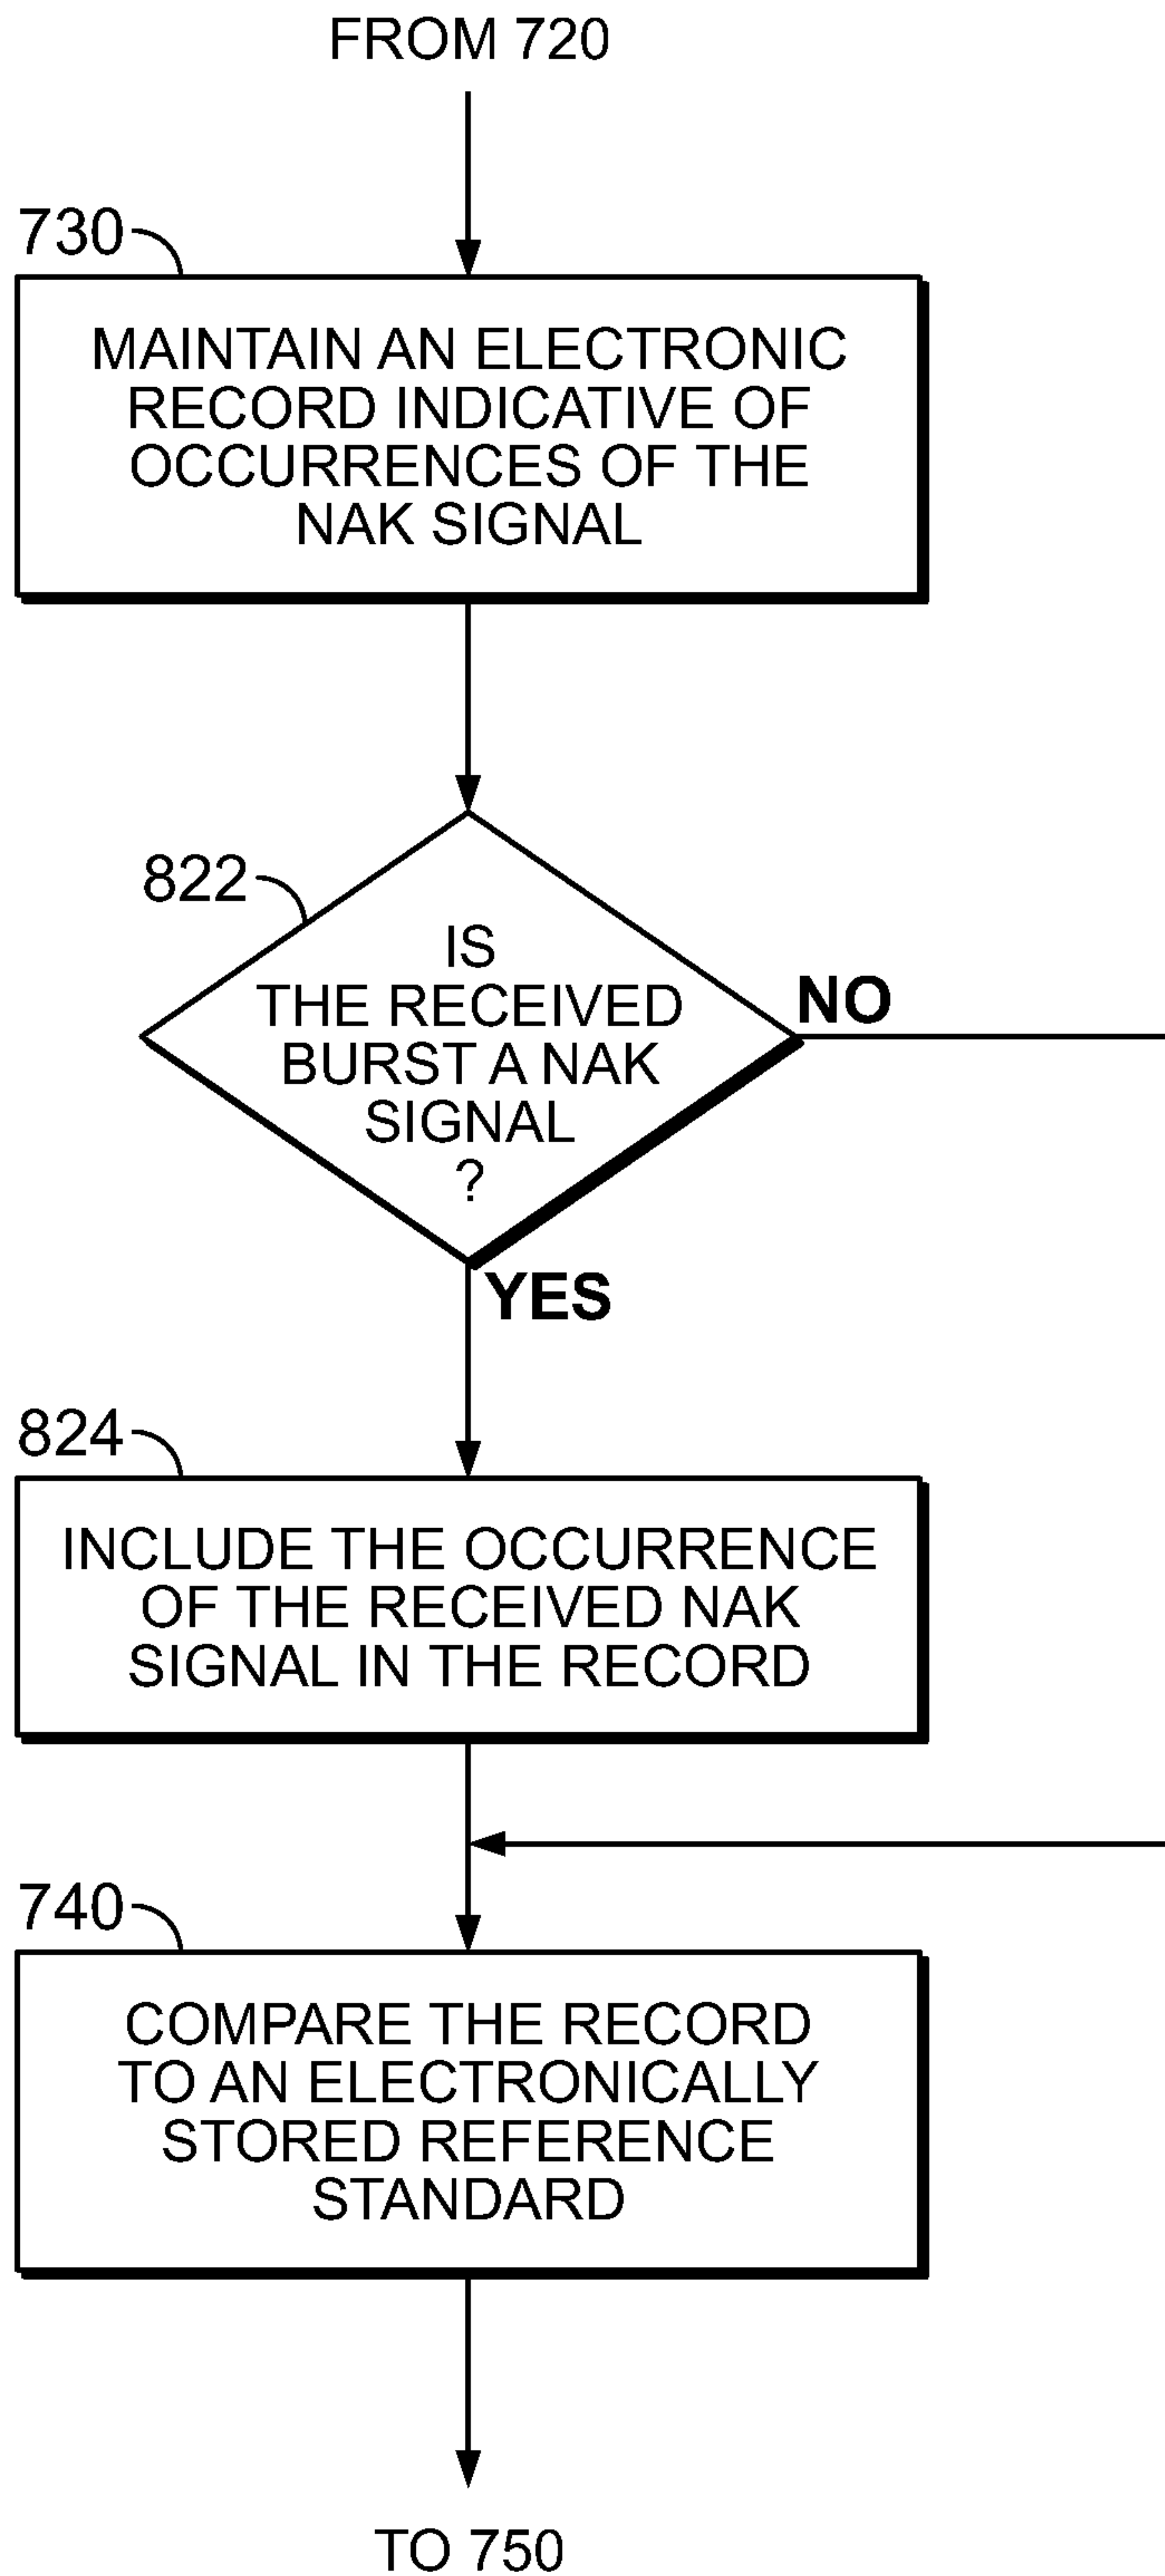 FROM 720
730
MAINTAIN AN ELECTRONIC
RECORD INDICATIVE OF
OCCURRENCES OF THE
NAK SIGNAL
822
IS
THE RECEIVED
BURST A NAK
SIGNAL
?
NO
YES
824
INCLUDE THE OCCURRENCE
OF THE RECEIVED NAK
SIGNAL IN THE RECORD
740
COMPARE THE RECORD
TO AN ELECTRONICALLY
STORED REFERENCE
STANDARD
TO 750